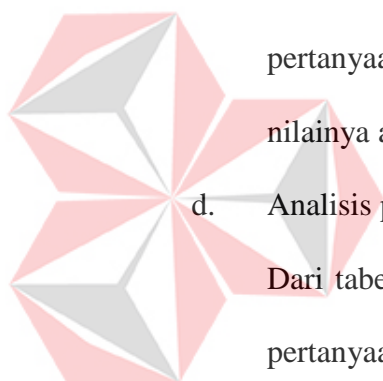 pertanyaa
nilainya a
d. Analisis p
Dari tabe
pertanyaa